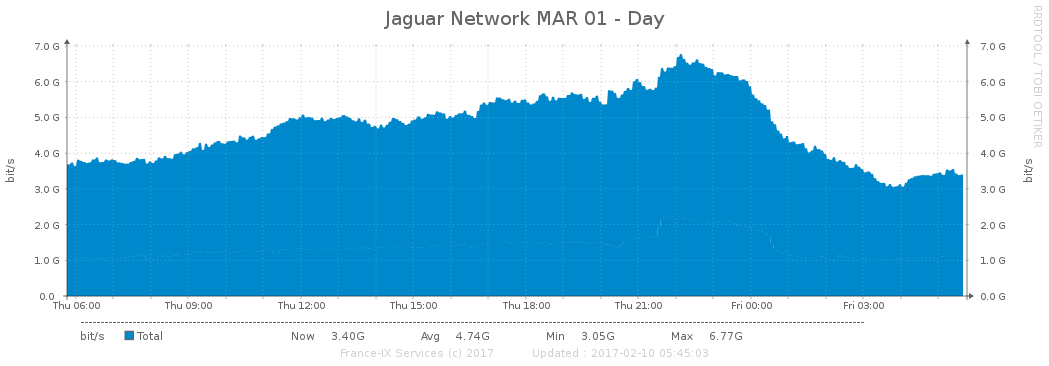 Jaguar Network MAR 01 - Day
RRDTOOL / TOBI OETIKER
7.0 G 7.0 G
6.0 G 6.0 G
5.0 G 5.0 G
4.0 G 4.0 G
3.0 G 3.0 G
2.0 G 2.0 G
1.0 G 1.0 G
0.0 0.0 G
bit/s bit/s
Thu 06:00 Thu 09:00 Thu 12:00 Thu 15:00 Thu 18:00 Thu 21:00 Fri 00:00 Fri 03:00
bit/s Total Now 3.40G Avg 4.74G Min 3.05G Max 6.77G
France-IX Services (c) 2017 Updated : 2017-02-10 05:45:03